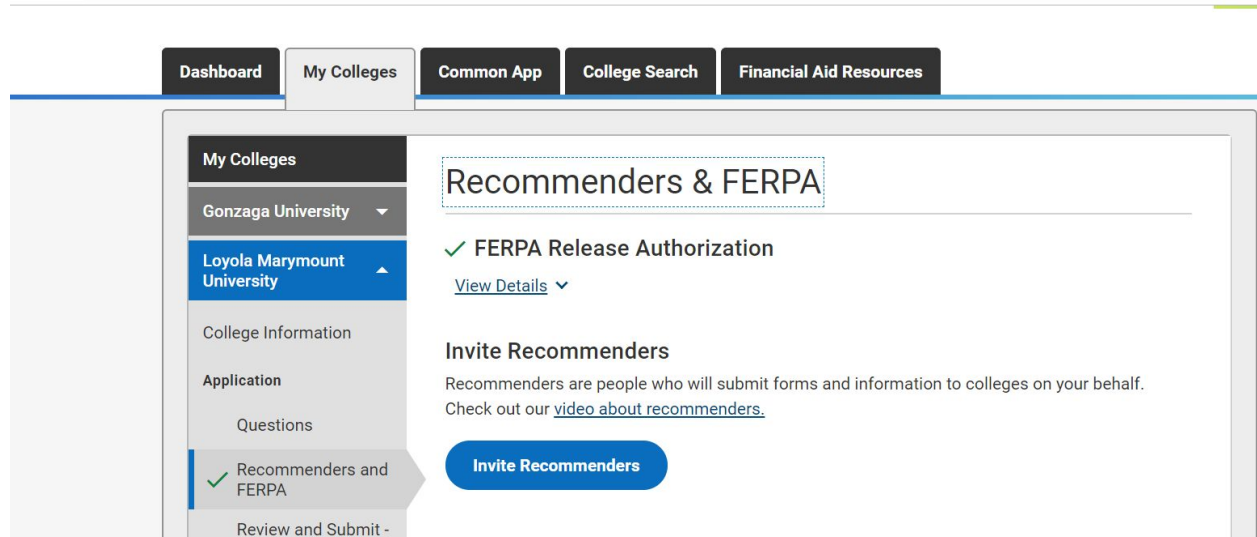 Dashboard
My Colleges
Common App
College Search
Financial Aid Resources
My Colleges
Gonzaga University
Loyola Marymount
University
College Information
Application
Questions
Recommenders and
FERPA
Review and Submit -
Recommenders & FERPA
FERPA Release Authorization
View Details
Invite Recommenders
Recommenders are people who will submit forms and information to colleges on your behalf.
Check out our video about recommenders.
Invite Recommenders